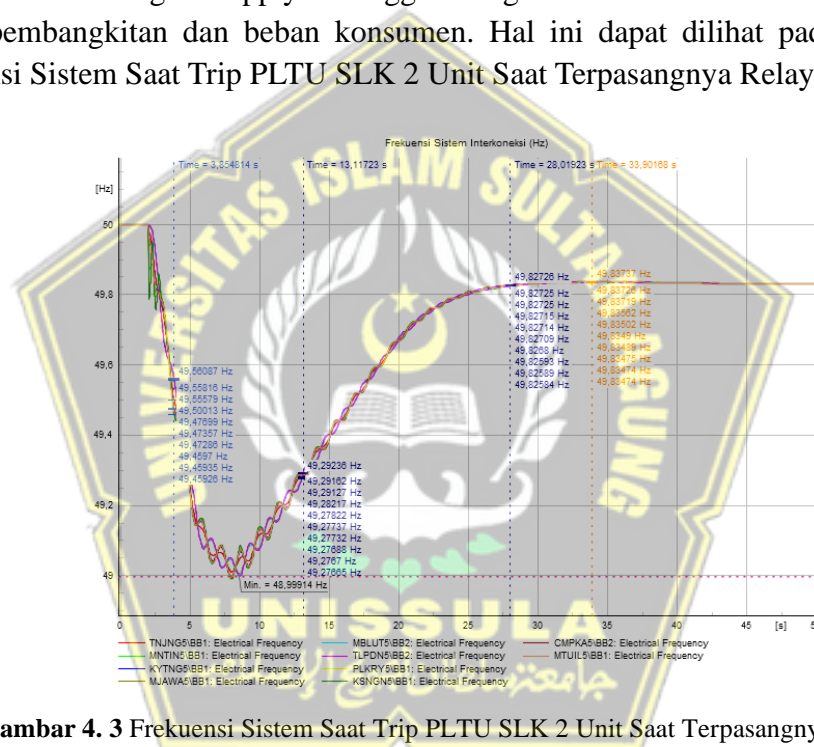 pembangkitan dan beban konsumen. Hal ini dapat dilihat pad
si Sistem Saat Trip PLTU SLK 2 Unit Saat Terpasangnya Relay
Frekuensi Sistem Interkoneksi (Hz)
Time = 3,854814 s
Time = 13,11723 s
Time = 28,01923 s
Time = 33,90168 s
[Hz]
50
49,8
49,6
49,4
49,2
49
49,56087 Hz
49,55816 Hz
49,55579 Hz
49,50013 Hz
49,47699 Hz
49,47357 Hz
49,47286 Hz
49,4597 Hz
49,45935 Hz
49,45926 Hz
49,29236 Hz
49,29162 Hz
49,29127 Hz
49,28217 Hz
49,27822 Hz
49,27737 Hz
49,27732 Hz
49,27688 Hz
49,2767 Hz
49,27665 Hz
49,82726 Hz
49,82725 Hz
49,82725 Hz
49,82715 Hz
49,82714 Hz
49,82709 Hz
49,8268 Hz
49,82593 Hz
49,82589 Hz
49,82584 Hz
49,83737 Hz
49,83726 Hz
49,83719 Hz
49,83562 Hz
49,83502 Hz
49,8349 Hz
49,83475 Hz
49,83474 Hz
49,83474 Hz
Min. = 48,99914 Hz
0 5 10 15 20 25 30 35 40 45 [s]
TNJNG5\BB1: Electrical Frequency MBLUT5\BB2: Electrical Frequency CMPKA5\BB2: Electrical Frequency
MNTIN5\BB1: Electrical Frequency TLPDN5\BB2: Electrical Frequency MTUIL5\BB1: Electrical Frequency
KYTNG5\BB1: Electrical Frequency PLKRY5\BB1: Electrical Frequency
MJAWA5\BB1: Electrical Frequency KSNGN5\BB1: Electrical Frequency
UNIVERSITAS ISLAM SULTAN AGUNG
UNISSULA
ambar 4. 3 Frekuensi Sistem Saat Trip PLTU SLK 2 Unit Saat Terpasangny